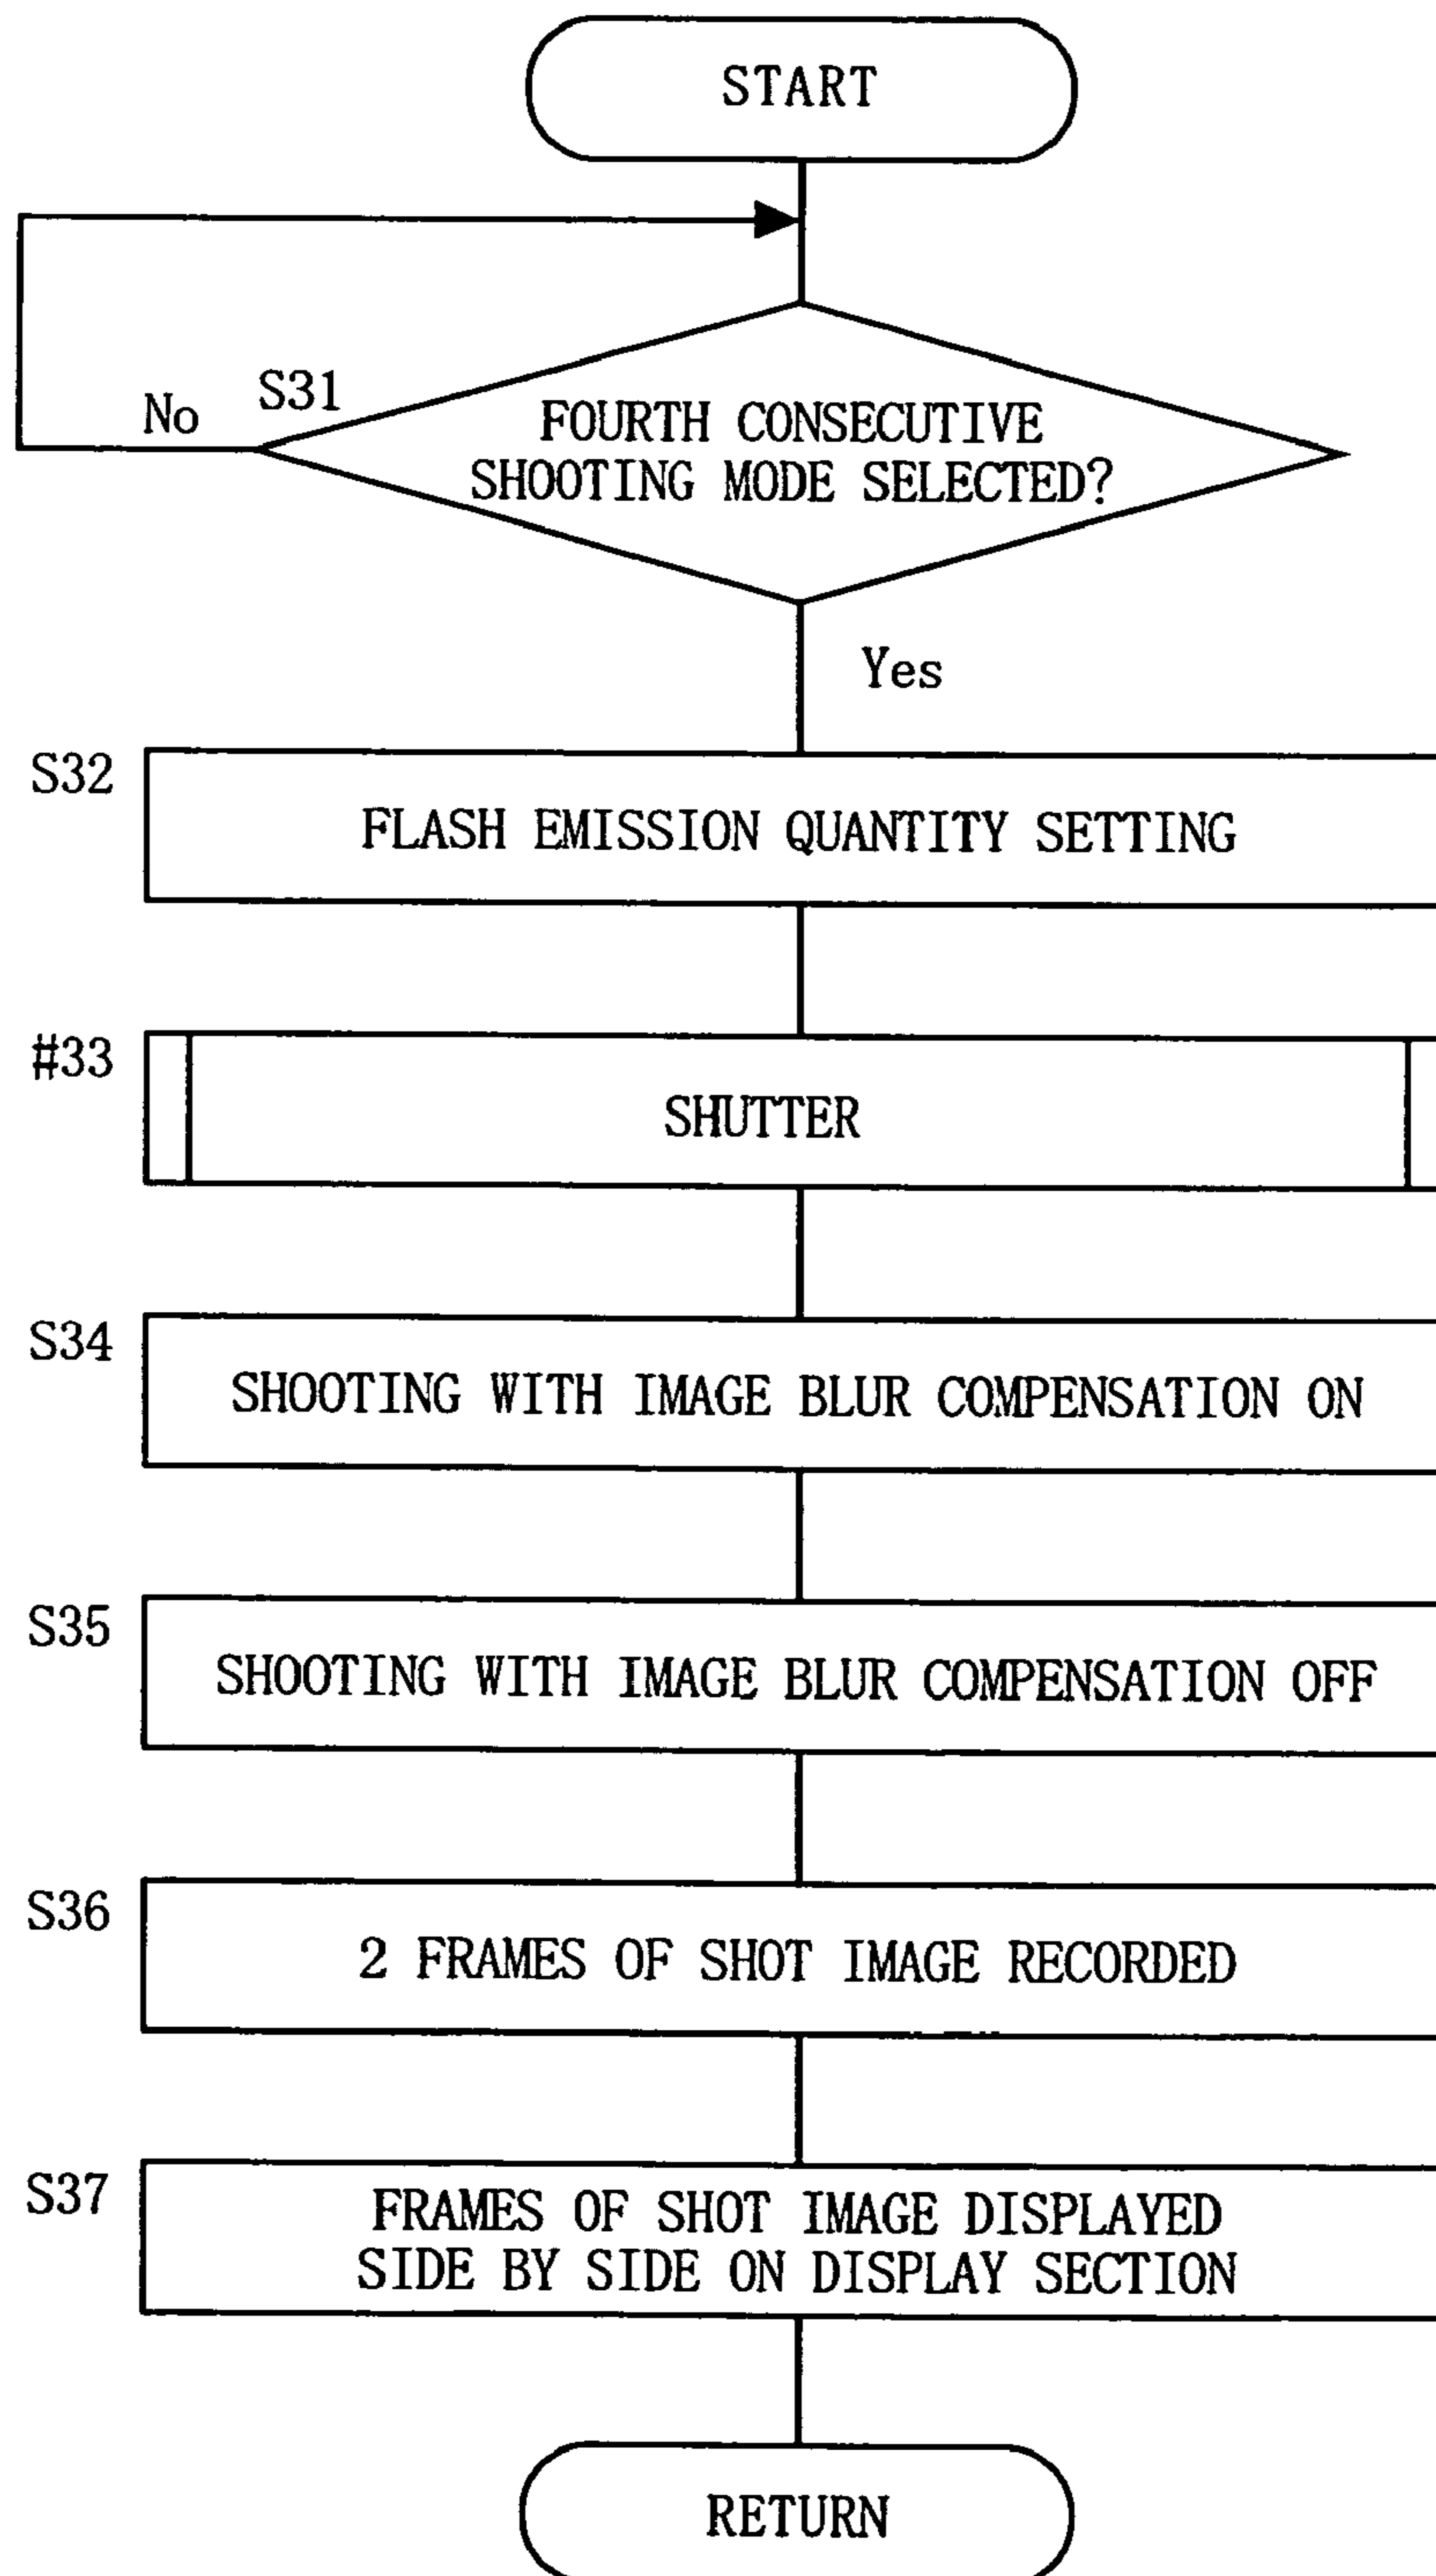 START
No
S31
FOURTH CONSECUTIVE
SHOOTING MODE SELECTED?
Yes
S32
FLASH EMISSION QUANTITY SETTING
#33
SHUTTER
S34
SHOOTING WITH IMAGE BLUR COMPENSATION ON
S35
SHOOTING WITH IMAGE BLUR COMPENSATION OFF
S36
2 FRAMES OF SHOT IMAGE RECORDED
S37
FRAMES OF SHOT IMAGE DISPLAYED
SIDE BY SIDE ON DISPLAY SECTION
RETURN